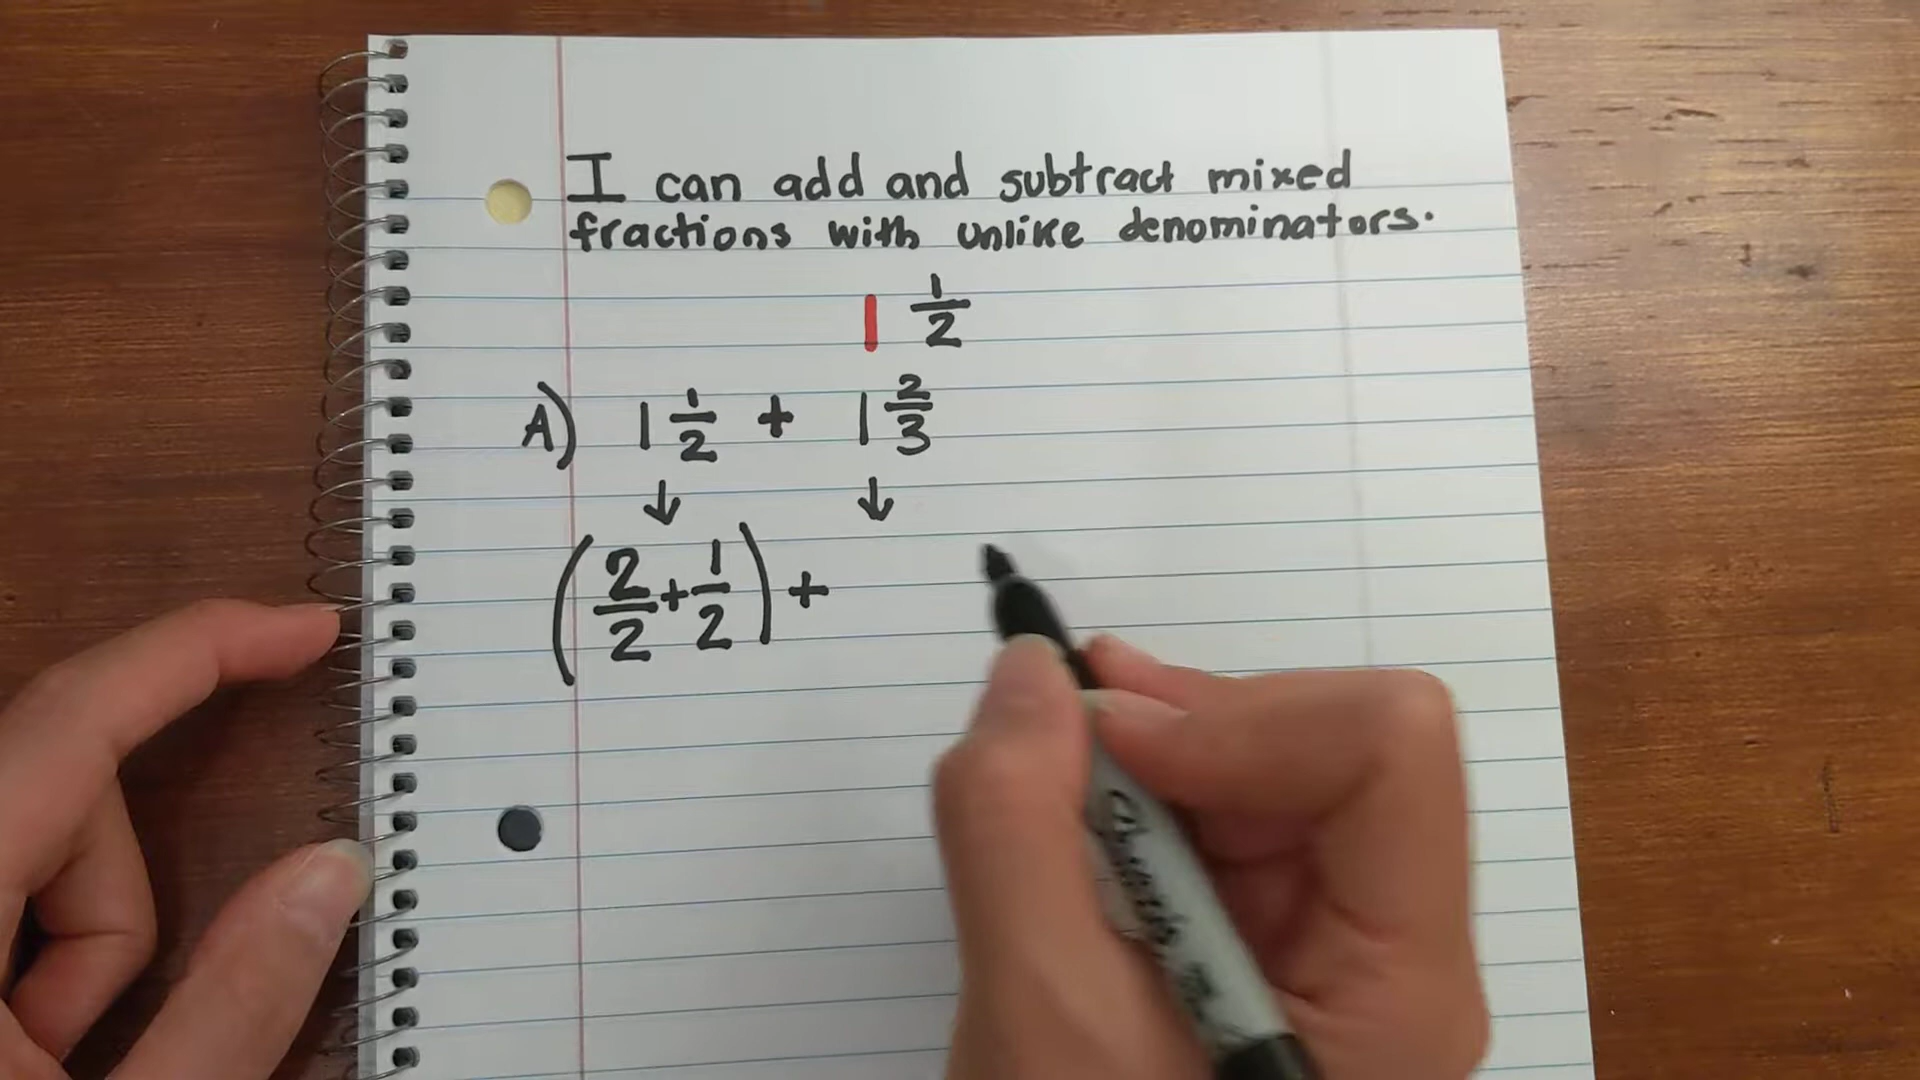 I can add and subtract mixed
fractions with unlike denominators.
1 1/2
A) 1 1/2 + 1 2/3
↓ ↓
(2/2 + 1/2) +